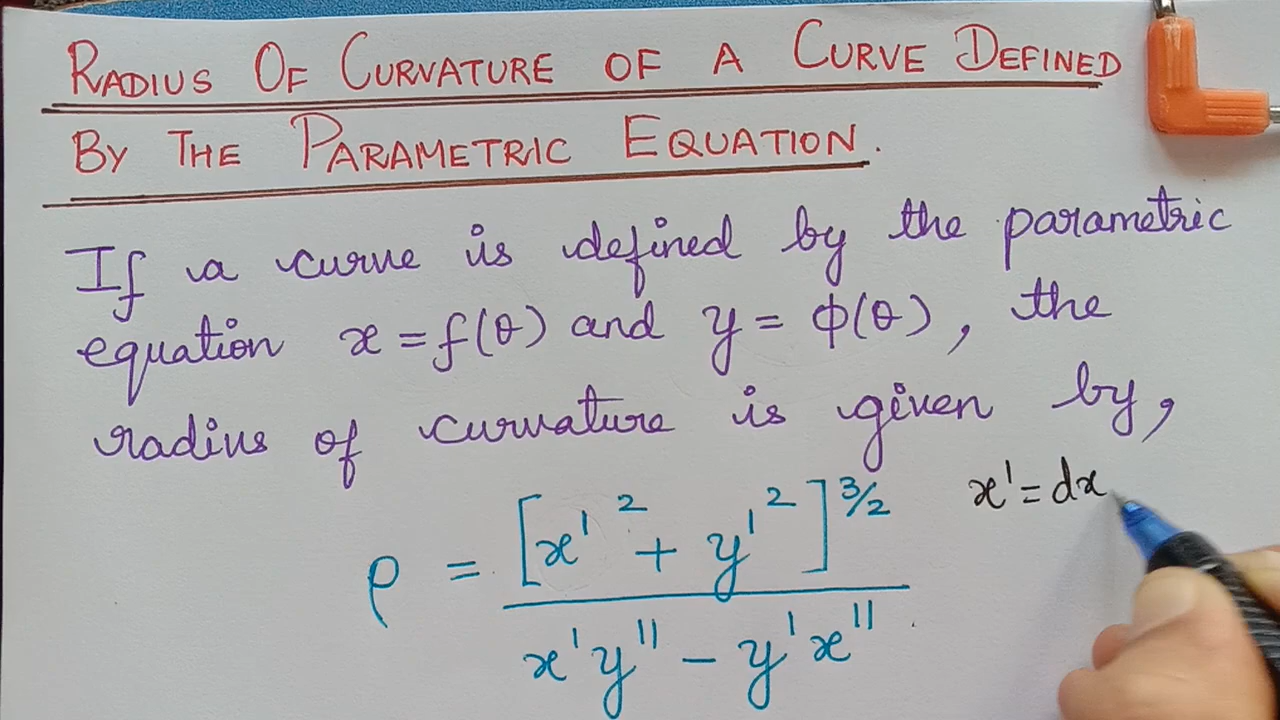 RADIUS OF CURVATURE OF A CURVE DEFINED
BY THE PARAMETRIC EQUATION.
If a curve is defined by the parametric
equation x = f(θ) and y = ϕ(θ), the
radius of curvature is given by,
ρ = [x'² + y'²]^3/2 / x'y'' - y'x''
x' = dx